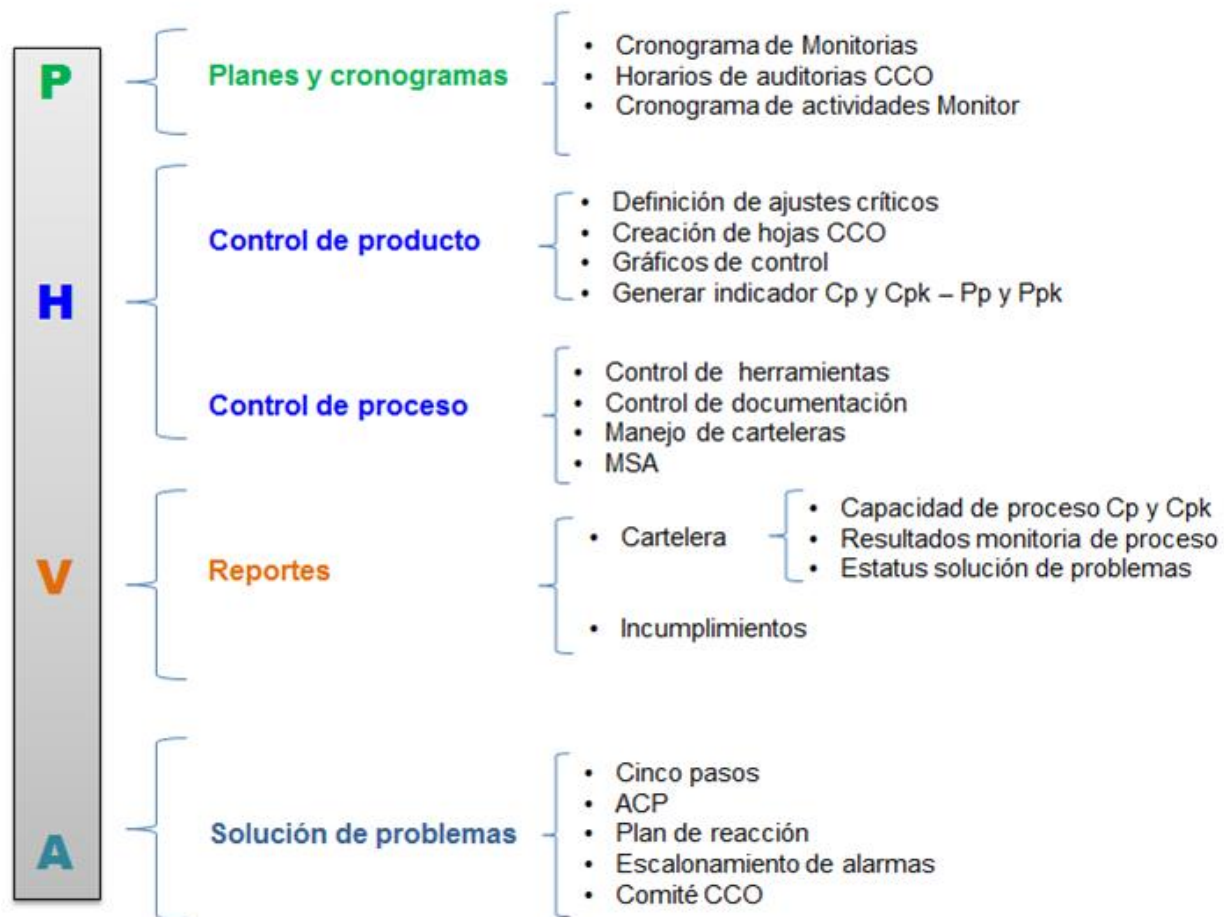 P
Planes y cronogramas
• Cronograma de Monitorias
• Horarios de auditorias CCO
• Cronograma de actividades Monitor
H
Control de producto
• Definición de ajustes críticos
• Creación de hojas CCO
• Gráficos de control
• Generar indicador Cp y Cpk – Pp y Ppk
Control de proceso
• Control de herramientas
• Control de documentación
• Manejo de carteleras
• MSA
V
Reportes
• Cartelera
• Capacidad de proceso Cp y Cpk
• Resultados monitoria de proceso
• Estatus solución de problemas
• Incumplimientos
A
Solución de problemas
• Cinco pasos
• ACP
• Plan de reacción
• Escalonamiento de alarmas
• Comité CCO